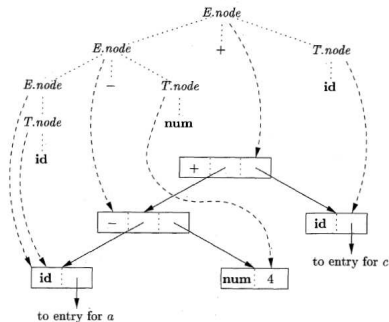 E.node
E.node + T.node
E.node − T.node id
T.node num
id
+
− id
to entry for c
id num 4
to entry for a